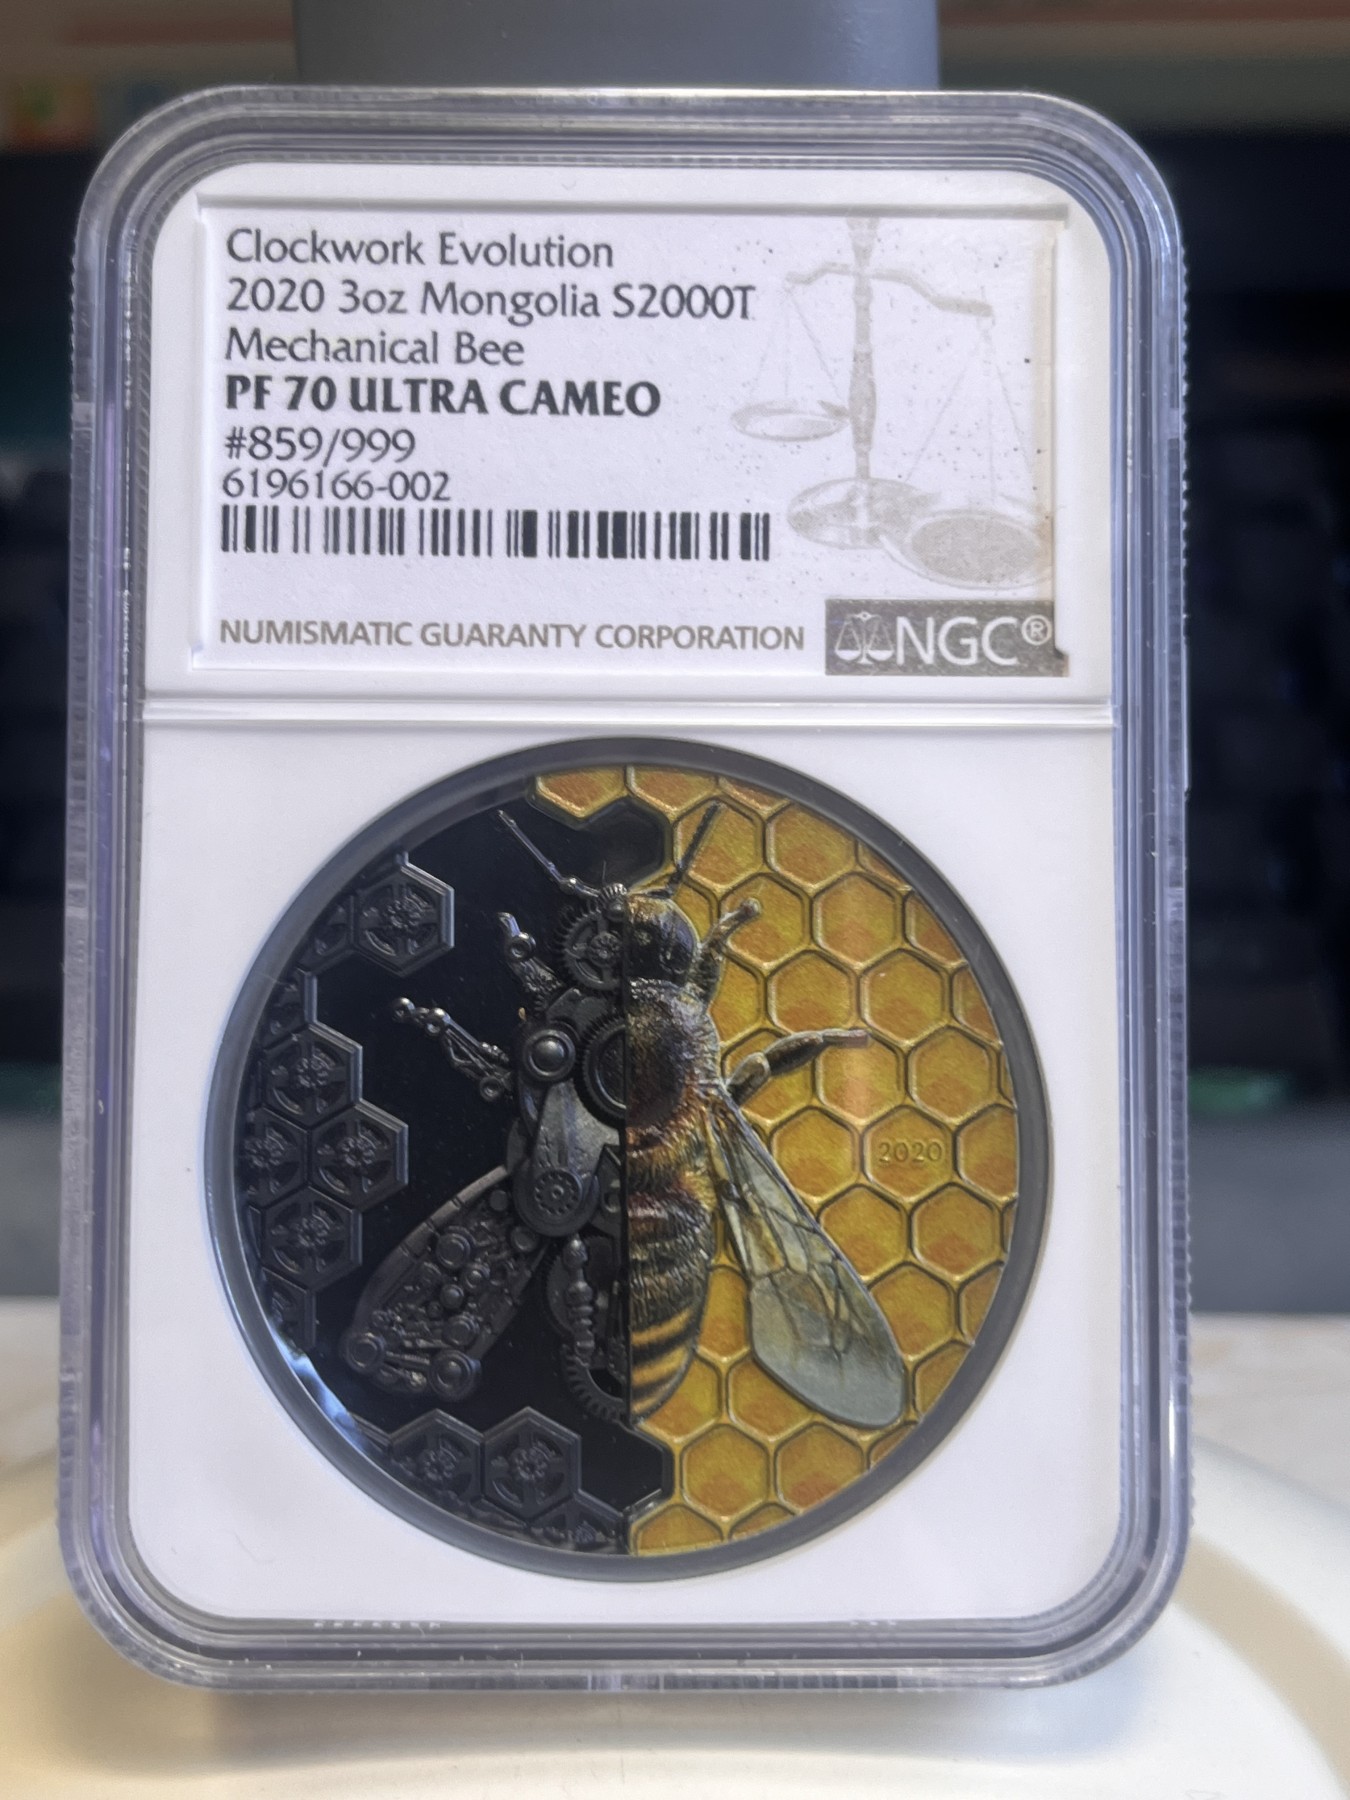 Clockwork Evolution
2020 3oz Mongolia S2000T
Mechanical Bee
PF 70 ULTRA CAMEO
#859/999
6196166-002
NUMISMATIC GUARANTY CORPORATION
NGC®
2020